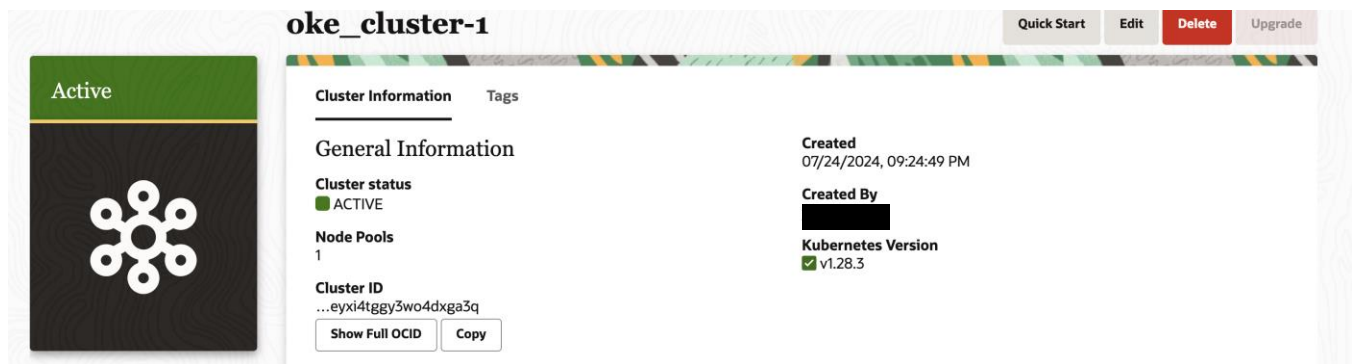 oke_cluster-1
Quick Start Edit Delete Upgrade
Active
Cluster Information Tags
General Information
Cluster status
ACTIVE
Node Pools
1
Cluster ID
...eyxi4tggy3wo4dxga3q
Show Full OCID Copy
Created
07/24/2024, 09:24:49 PM
Created By
Kubernetes Version
v1.28.3